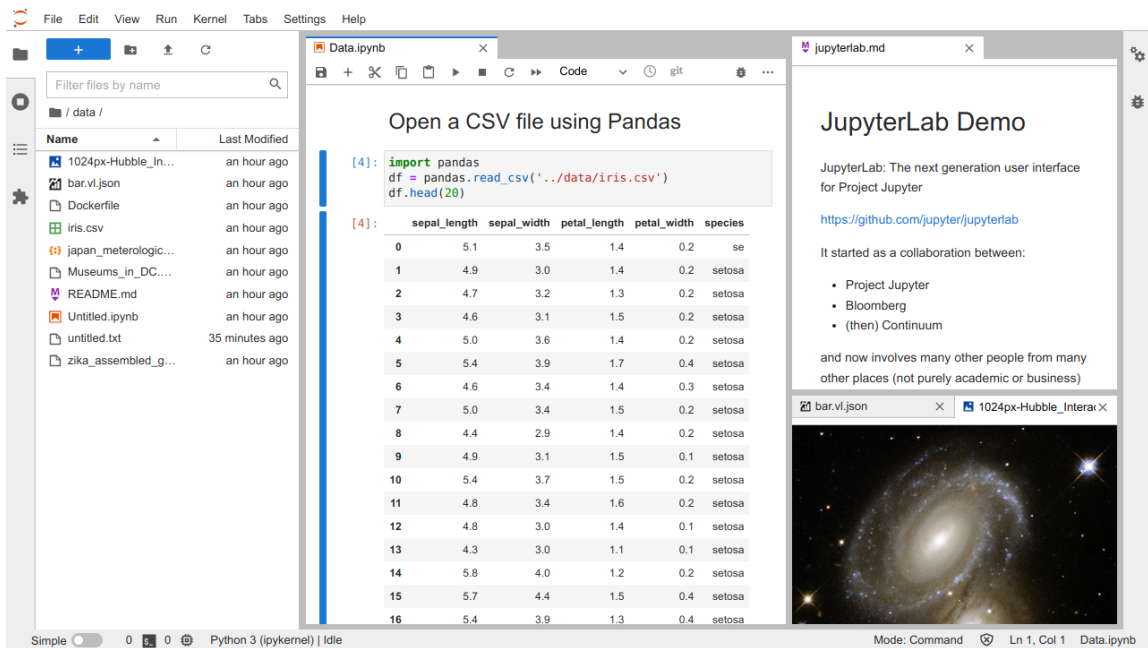 File Edit View Run Kernel Tabs Settings Help
Filter files by name
/ data /
Name Last Modified
1024px-Hubble_In... an hour ago
bar.vl.json an hour ago
Dockerfile an hour ago
iris.csv an hour ago
japan_meterologic... an hour ago
Museums_in_DC.... an hour ago
README.md an hour ago
Untitled.ipynb an hour ago
untitled.txt 35 minutes ago
zika_assembled_g... an hour ago
Data.ipynb
Code git
Open a CSV file using Pandas
[4]: import pandas
df = pandas.read_csv('../data/iris.csv')
df.head(20)
[4]: sepal_length sepal_width petal_length petal_width species
0 5.1 3.5 1.4 0.2 se
1 4.9 3.0 1.4 0.2 setosa
2 4.7 3.2 1.3 0.2 setosa
3 4.6 3.1 1.5 0.2 setosa
4 5.0 3.6 1.4 0.2 setosa
5 5.4 3.9 1.7 0.4 setosa
6 4.6 3.4 1.4 0.3 setosa
7 5.0 3.4 1.5 0.2 setosa
8 4.4 2.9 1.4 0.2 setosa
9 4.9 3.1 1.5 0.1 setosa
10 5.4 3.7 1.5 0.2 setosa
11 4.8 3.4 1.6 0.2 setosa
12 4.8 3.0 1.4 0.1 setosa
13 4.3 3.0 1.1 0.1 setosa
14 5.8 4.0 1.2 0.2 setosa
15 5.7 4.4 1.5 0.4 setosa
16 5.4 3.9 1.3 0.4 setosa
jupyterlab.md
JupyterLab Demo
JupyterLab: The next generation user interface
for Project Jupyter
https://github.com/jupyter/jupyterlab
It started as a collaboration between:
• Project Jupyter
• Bloomberg
• (then) Continuum
and now involves many other people from many
other places (not purely academic or business)
bar.vl.json
1024px-Hubble_Intera
Simple 0 0 Python 3 (ipykernel) | Idle Mode: Command Ln 1, Col 1 Data.ipynb